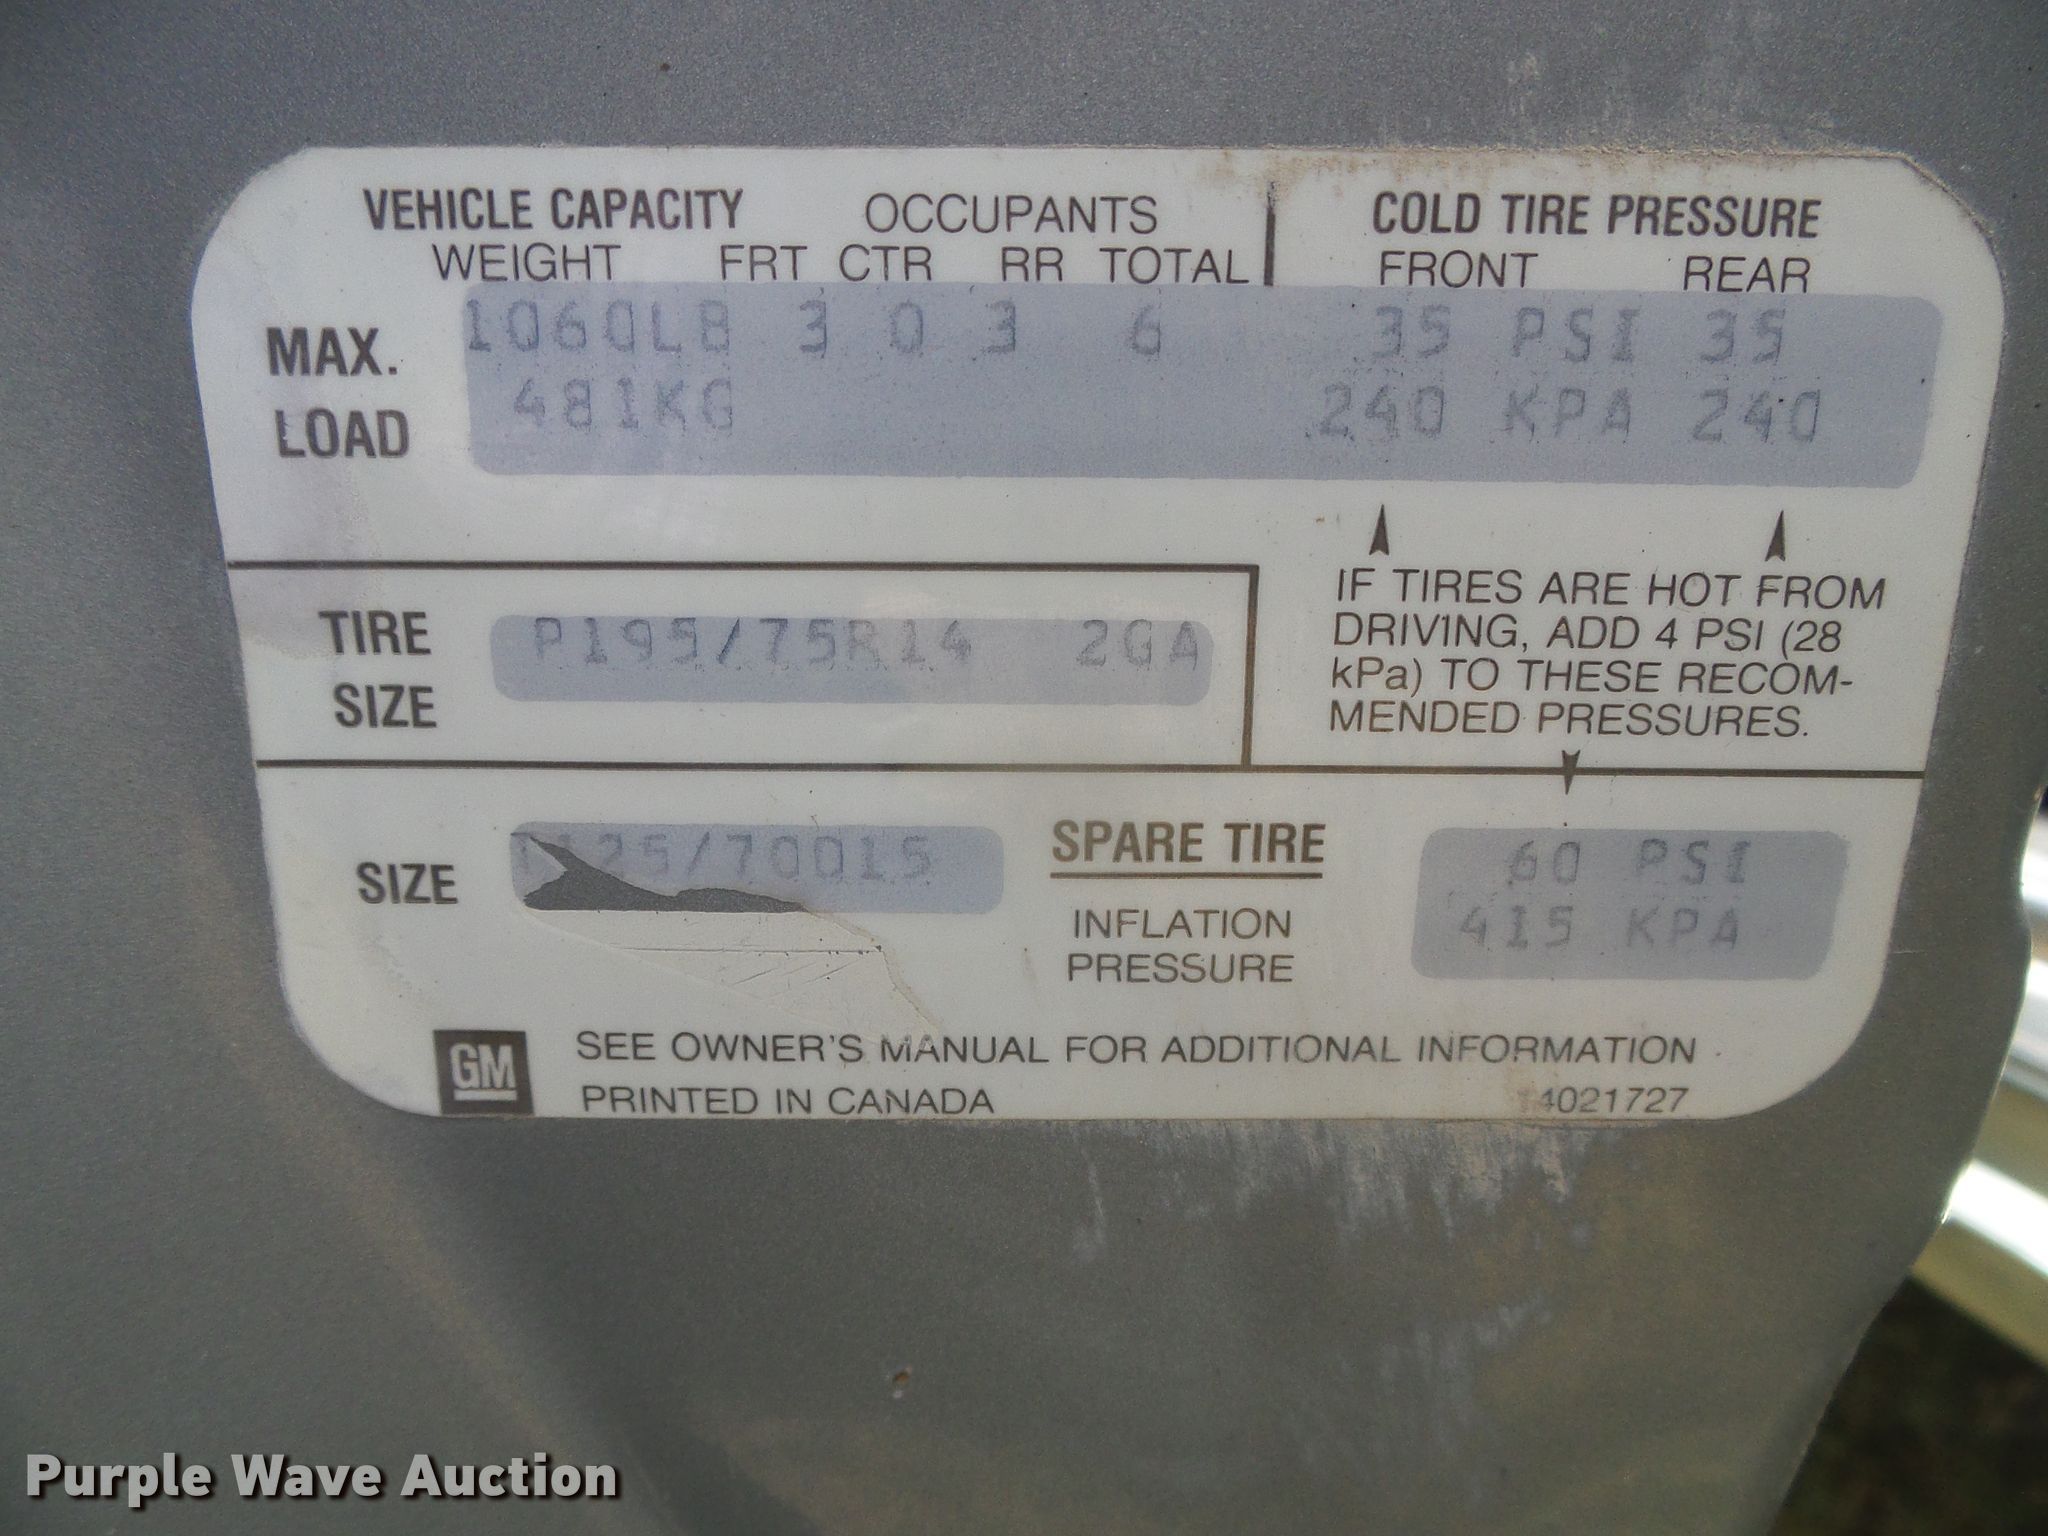 VEHICLE CAPACITY OCCUPANTS COLD TIRE PRESSURE
WEIGHT FRT CTR RR TOTAL FRONT REAR
MAX. LOAD
1060LB 3 0 3 6 35 PSI 35
481KG 240 KPA 240
TIRE SIZE
P195/75R14 2GA
IF TIRES ARE HOT FROM
DRIVING, ADD 4 PSI (28
kPa) TO THESE RECOM-
MENDED PRESSURES.
SIZE
SPARE TIRE
INFLATION
PRESSURE
60 PSI
415 KPA
GM
SEE OWNER'S MANUAL FOR ADDITIONAL INFORMATION
PRINTED IN CANADA
Purple Wave Auction